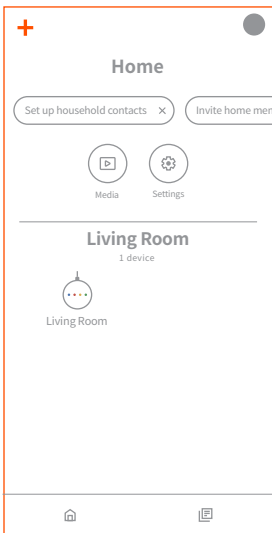 Home
Set up household contacts
Invite home mem
Media
Settings
Living Room
1 device
Living Room